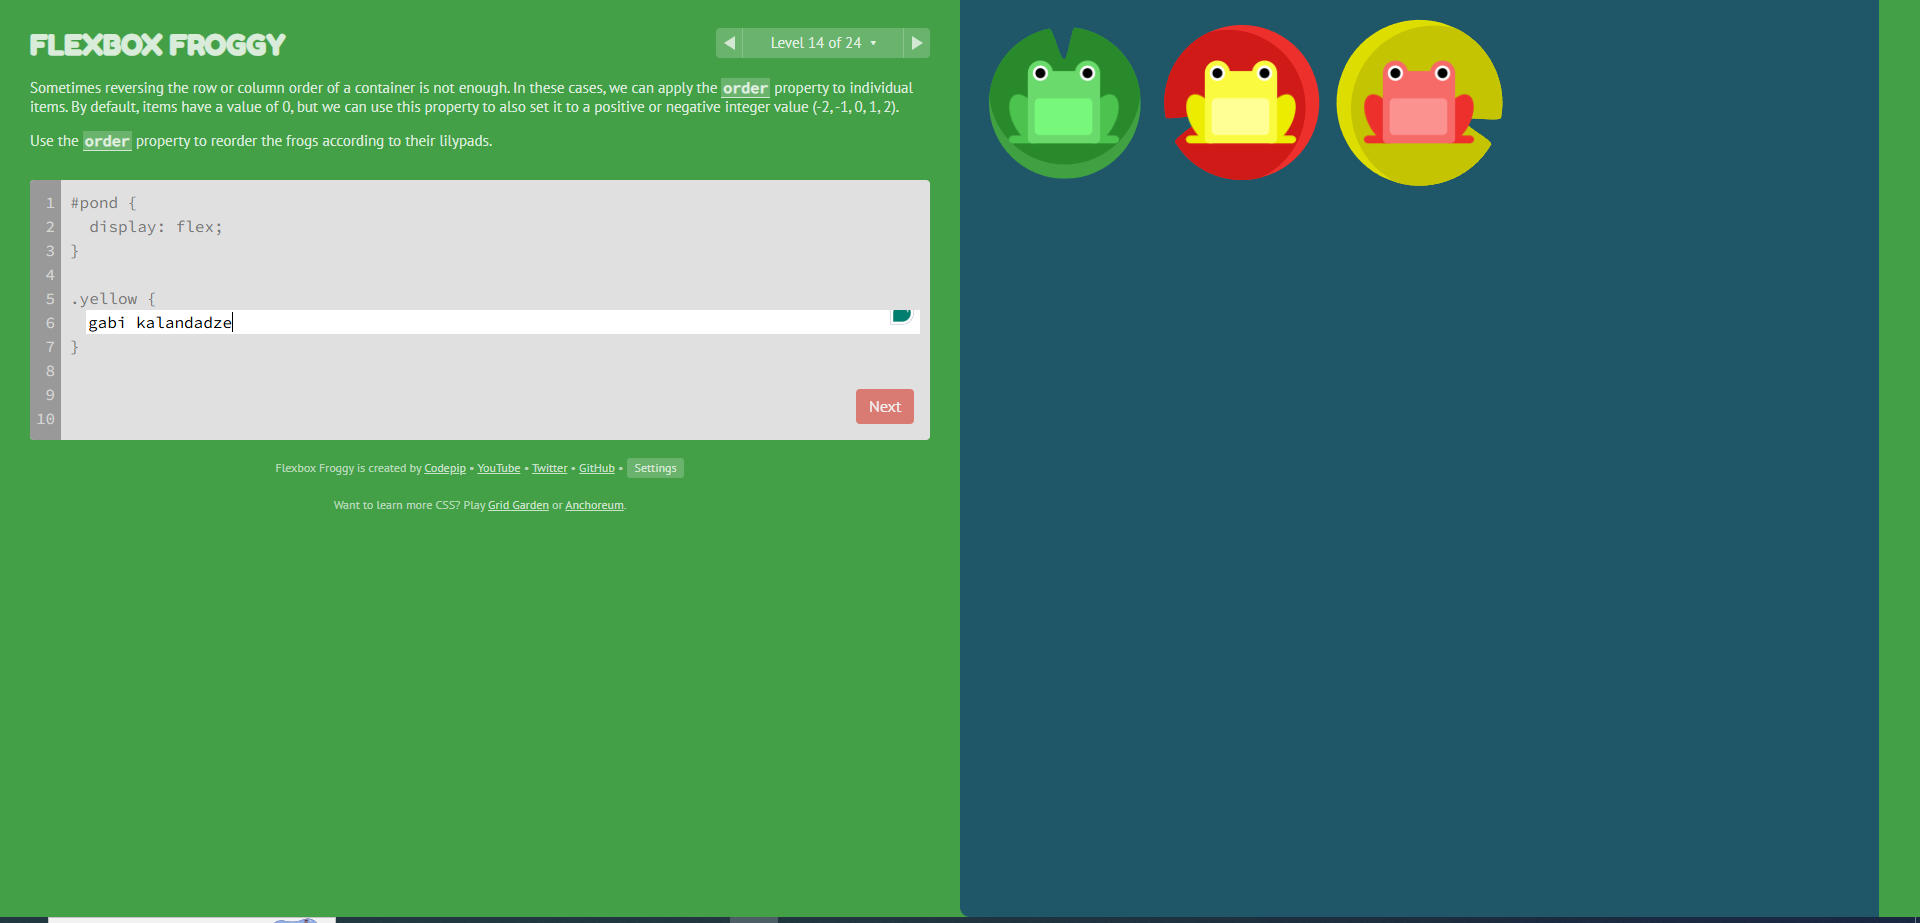 FLEXBOX FROGGY
Level 14 of 24
Sometimes reversing the row or column order of a container is not enough. In these cases, we can apply the order property to individual
items. By default, items have a value of 0, but we can use this property to also set it to a positive or negative integer value (-2, -1, 0, 1, 2).
Use the order property to reorder the frogs according to their lilypads.
1 #pond {
2 display: flex;
3 }
4
5 .yellow {
6 gabi kalandadze
7 }
8
9
10
Next
Flexbox Froggy is created by Codepip • YouTube • Twitter • GitHub • Settings
Want to learn more CSS? Play Grid Garden or Anchoreum.